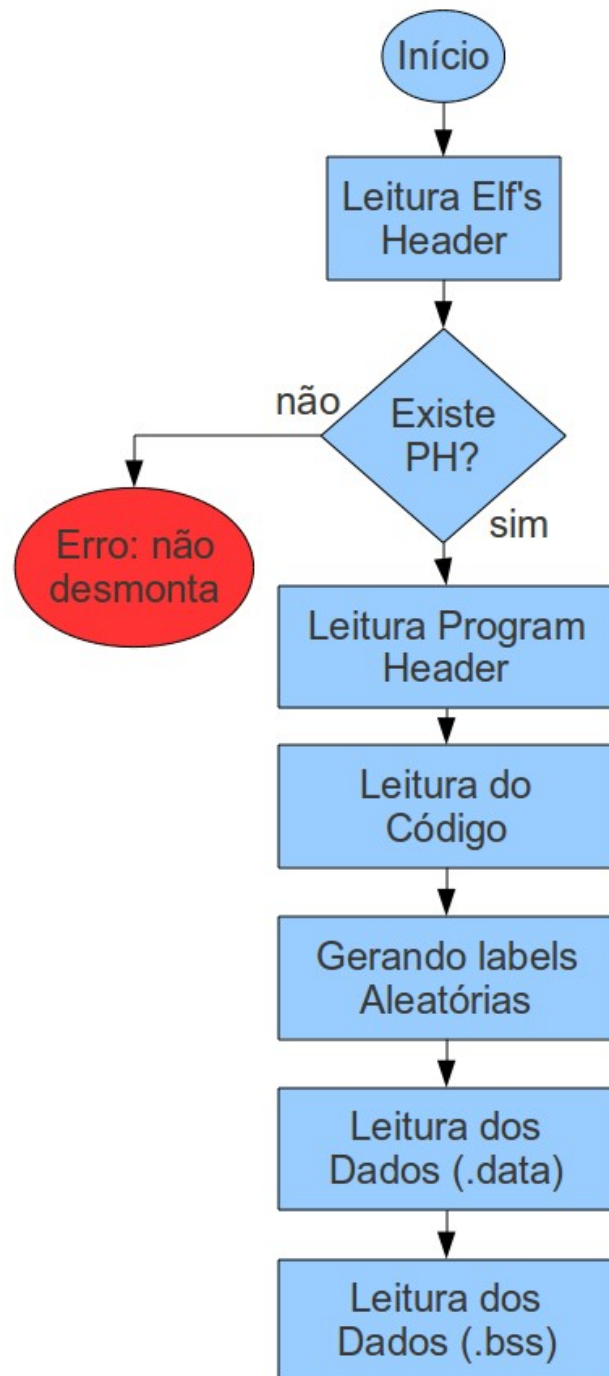 Início
Leitura Elf's
Header
não
Existe
PH?
sim
Erro: não
desmonta
Leitura Program
Header
Leitura do
Código
Gerando labels
Aleatórias
Leitura dos
Dados (.data)
Leitura dos
Dados (.bss)